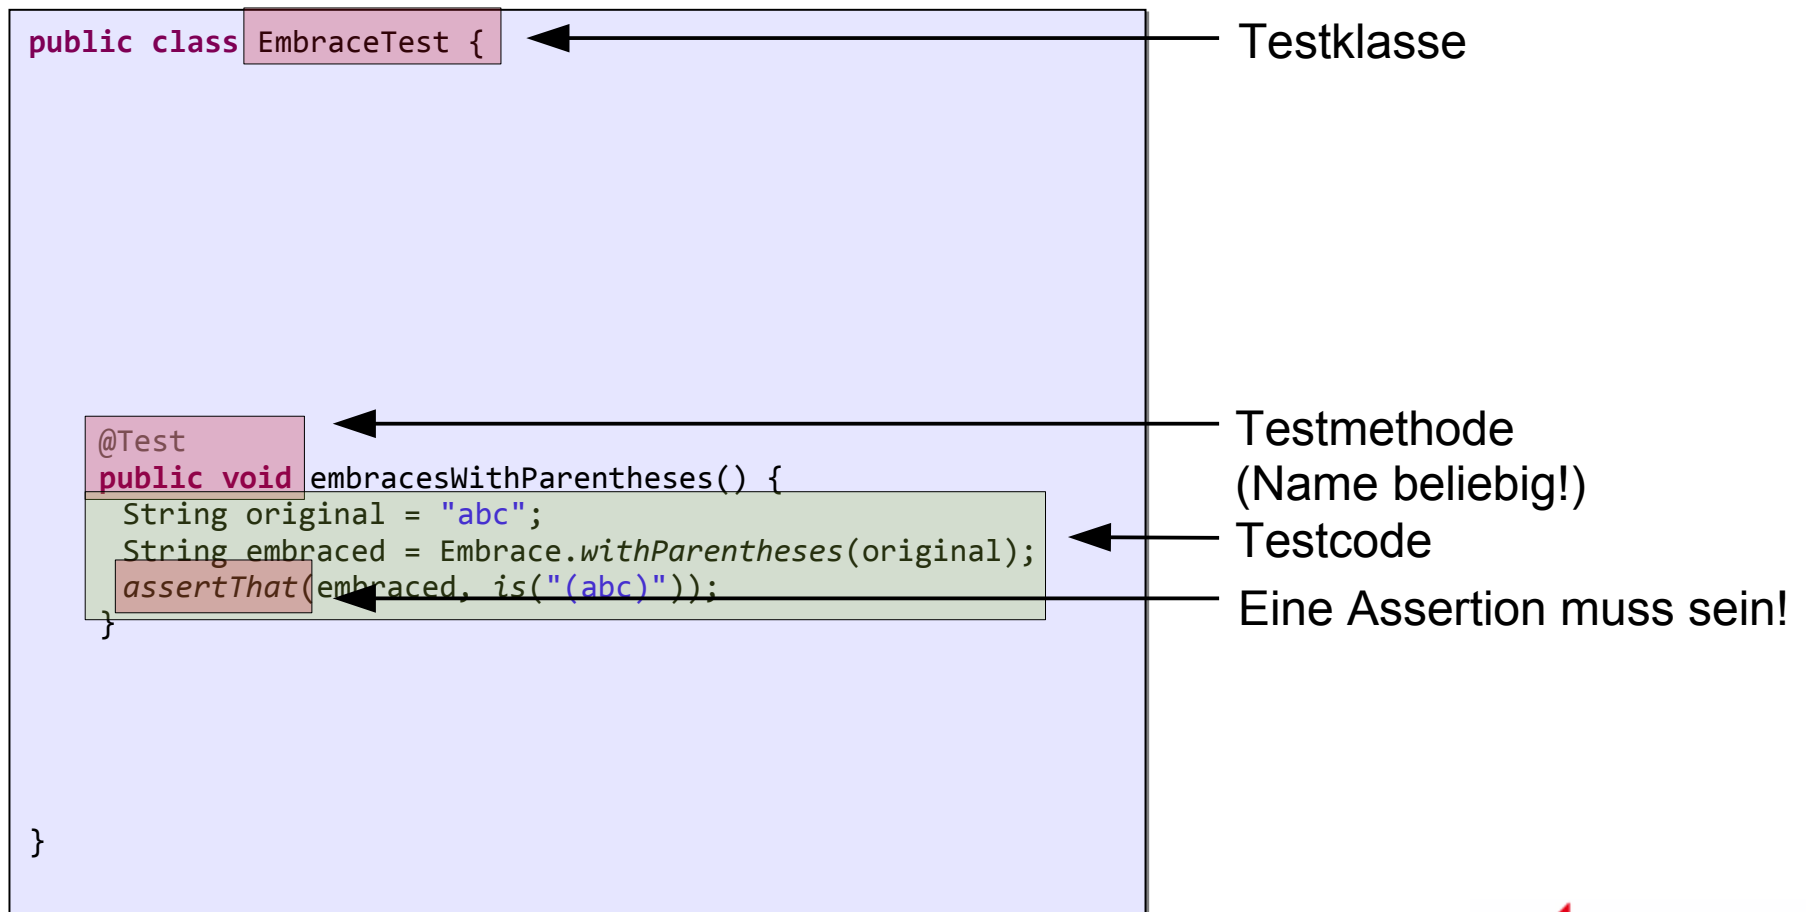 public class EmbraceTest {
Testklasse
@Test
public void embracesWithParentheses() {
String original = "abc";
String embraced = Embrace.withParentheses(original);
assertThat(embraced, is("(abc)"));
}
Testmethode
(Name beliebig!)
Testcode
Eine Assertion muss sein!
}